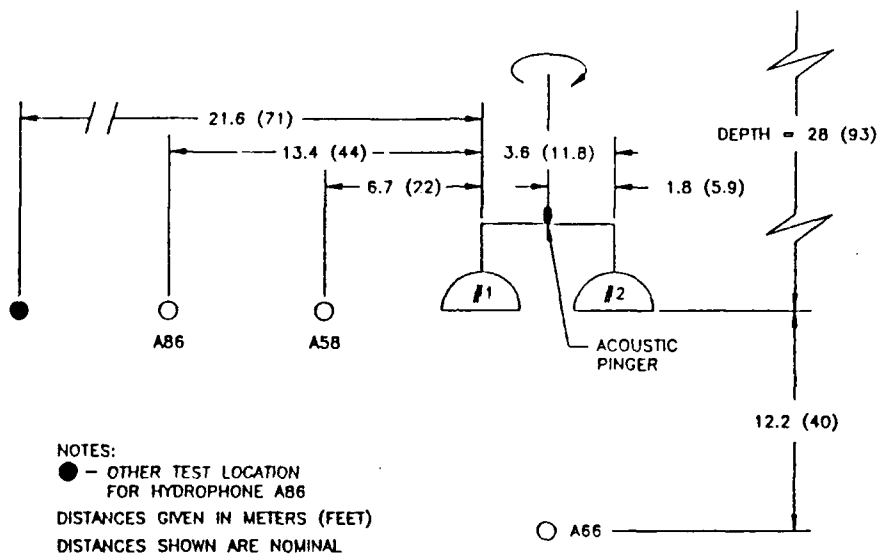 21.6 (71)
DEPTH = 28 (93)
13.4 (44)
3.6 (11.8)
6.7 (22)
1.8 (5.9)
#1
#2
A86
A58
ACOUSTIC
PINGER
12.2 (40)
NOTES:
- OTHER TEST LOCATION
FOR HYDROPHONE A86
DISTANCES GIVEN IN METERS (FEET)
DISTANCES SHOWN ARE NOMINAL
A66